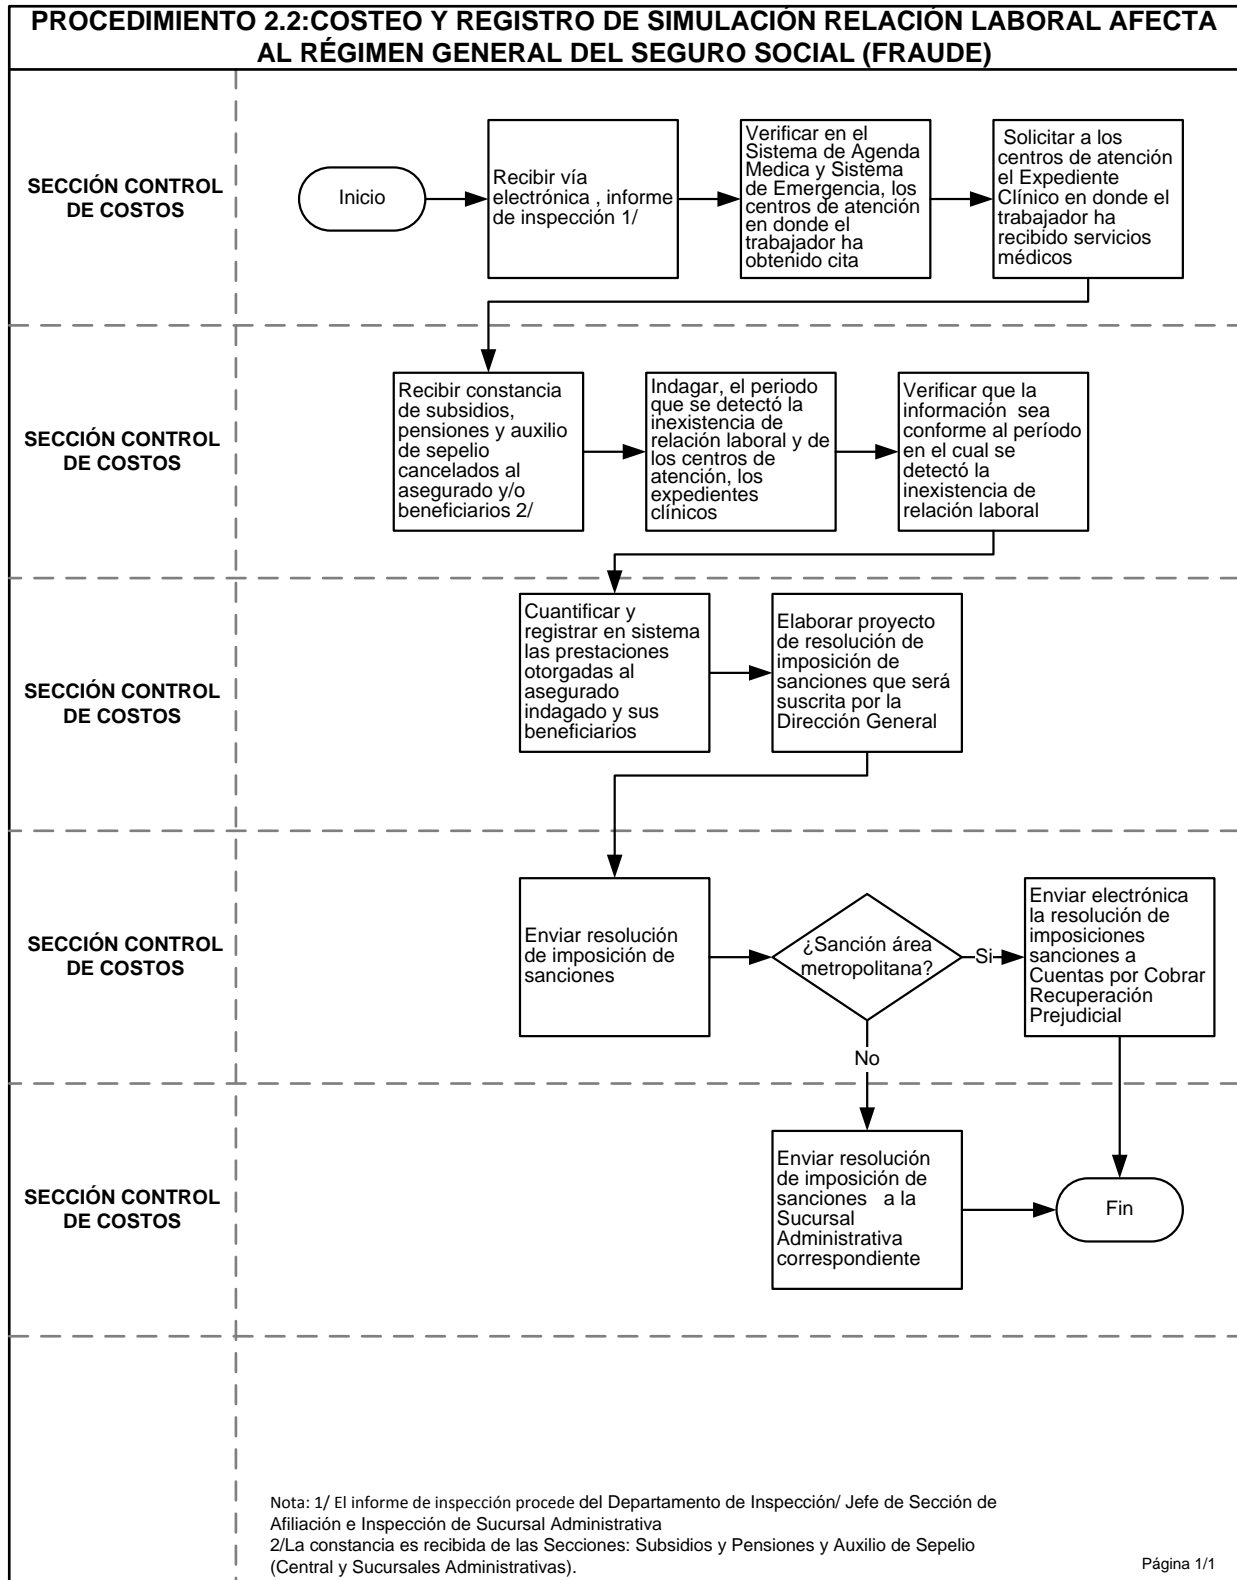 PROCEDIMIENTO 2.2:COSTEO Y REGISTRO DE SIMULACIÓN RELACIÓN LABORAL AFECTA
AL RÉGIMEN GENERAL DEL SEGURO SOCIAL (FRAUDE)
SECCIÓN CONTROL
DE COSTOS
Inicio
Recibir vía
electrónica , informe
de inspección 1/
Verificar en el
Sistema de Agenda
Medica y Sistema
de Emergencia, los
centros de atención
en donde el
trabajador ha
obtenido cita
Solicitar a los
centros de atención
el Expediente
Clínico en donde el
trabajador ha
recibido servicios
médicos
SECCIÓN CONTROL
DE COSTOS
Recibir constancia
de subsidios,
pensiones y auxilio
de sepelio
cancelados al
asegurado y/o
beneficiarios 2/
Indagar, el periodo
que se detectó la
inexistencia de
relación laboral y de
los centros de
atención, los
expedientes
clínicos
Verificar que la
información sea
conforme al período
en el cual se
detectó la
inexistencia de
relación laboral
SECCIÓN CONTROL
DE COSTOS
Cuantificar y
registrar en sistema
las prestaciones
otorgadas al
asegurado
indagado y sus
beneficiarios
Elaborar proyecto
de resolución de
imposición de
sanciones que será
suscrita por la
Dirección General
SECCIÓN CONTROL
DE COSTOS
Enviar resolución
de imposición de
sanciones
¿Sanción área
metropolitana?
Si
No
Enviar electrónica
la resolución de
imposiciones
sanciones a
Cuentas por Cobrar
Recuperación
Prejudicial
SECCIÓN CONTROL
DE COSTOS
Enviar resolución
de imposición de
sanciones a la
Sucursal
Administrativa
correspondiente
Fin
Nota: 1/ El informe de inspección procede del Departamento de Inspección/ Jefe de Sección de
Afiliación e Inspección de Sucursal Administrativa
2/La constancia es recibida de las Secciones: Subsidios y Pensiones y Auxilio de Sepelio
(Central y Sucursales Administrativas).
Página 1/1